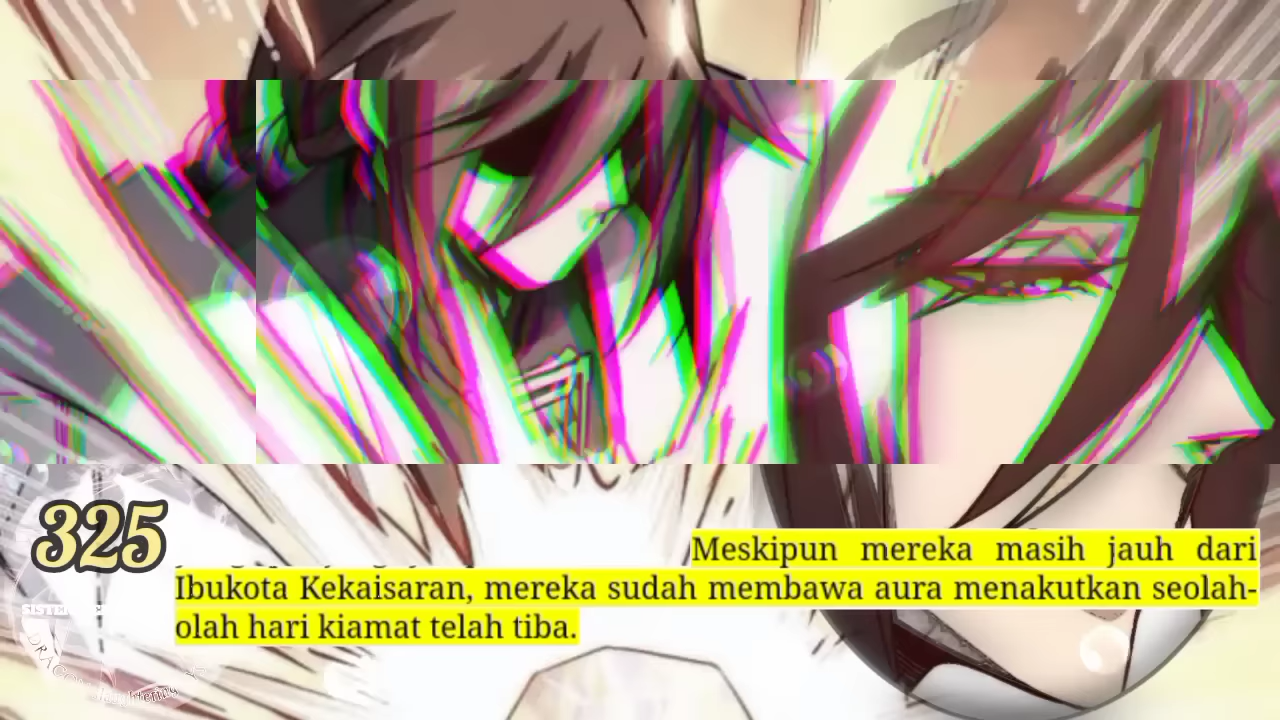 325
Meskipun mereka masih jauh dari
Ibukota Kekaisaran, mereka sudah membawa aura menakutkan seolah-
olah hari kiamat telah tiba.